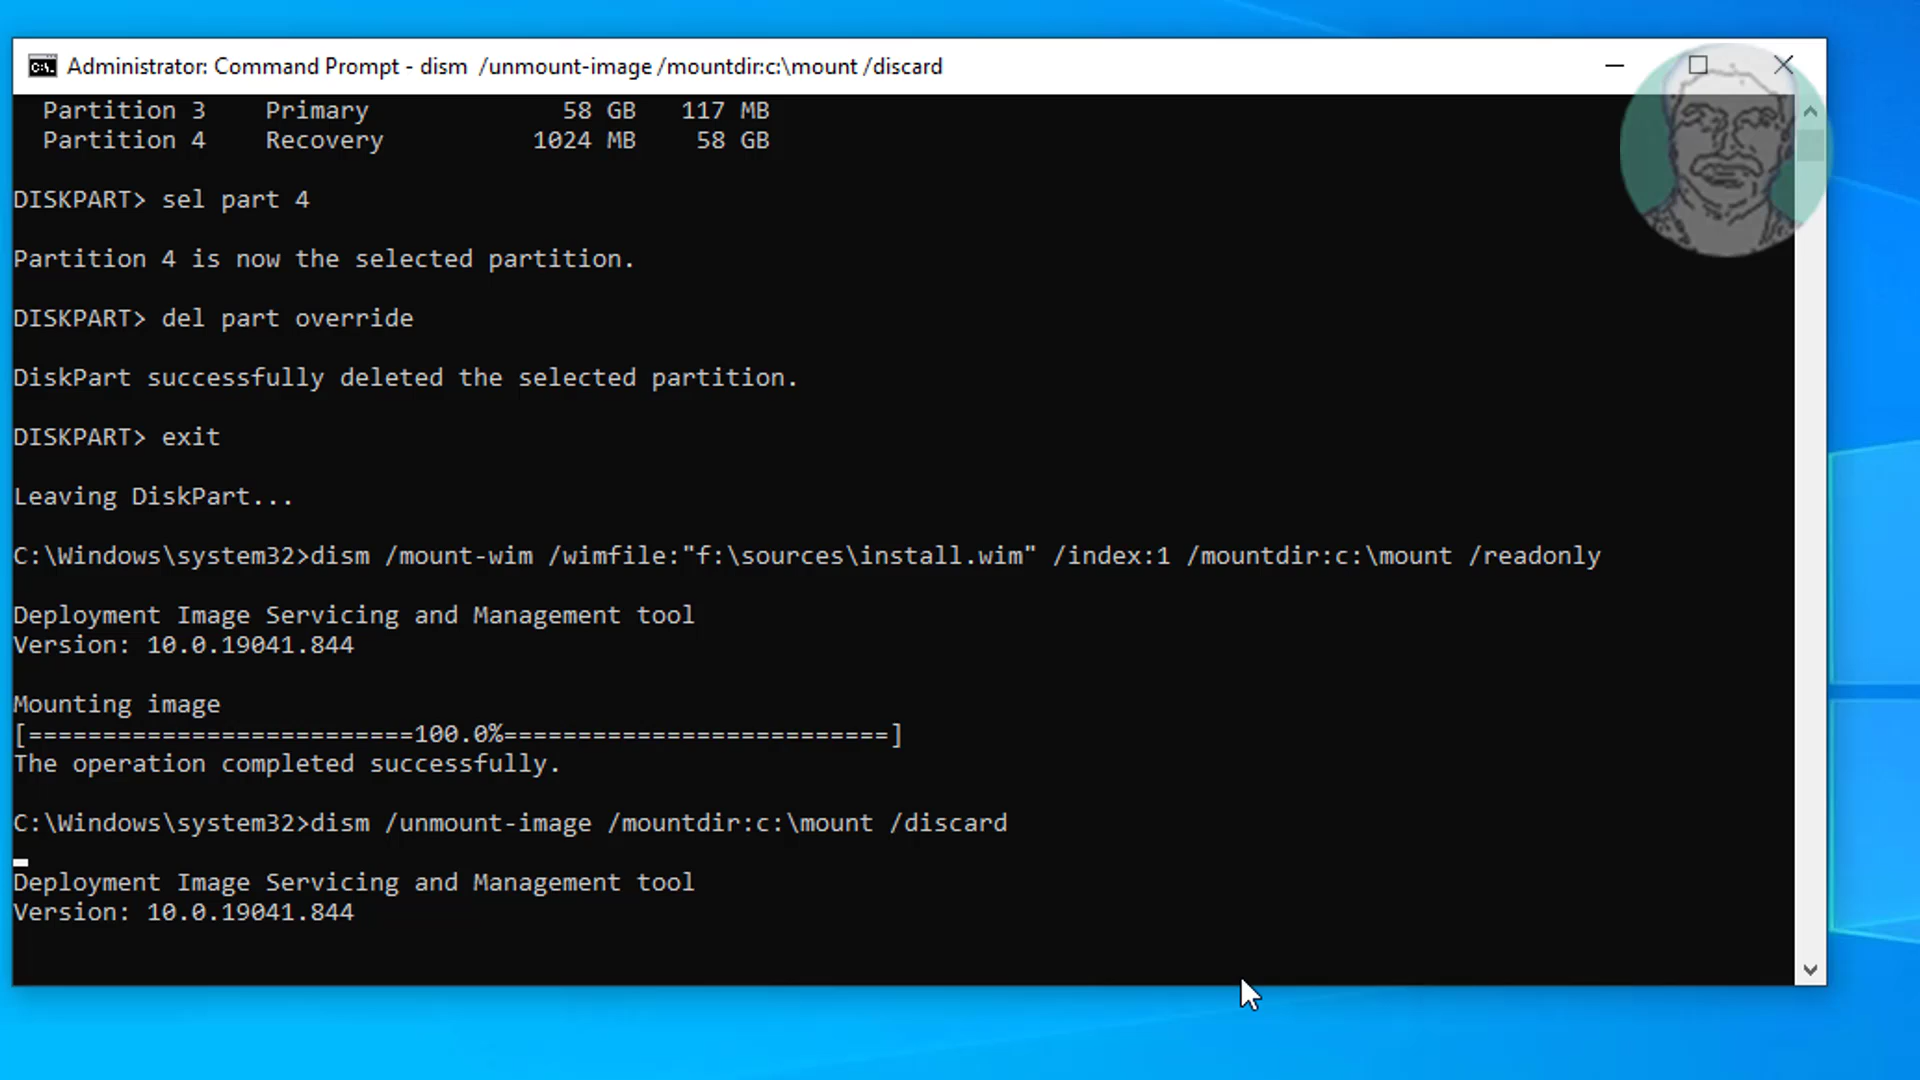 Administrator: Command Prompt - dism  /unmount-image /mountdir:c:\mount /discard
Partition 3    Primary             58 GB   117 MB
Partition 4    Recovery          1024 MB    58 GB
DISKPART> sel part 4
Partition 4 is now the selected partition.
DISKPART> del part override
DiskPart successfully deleted the selected partition.
DISKPART> exit
Leaving DiskPart...
C:\Windows\system32>dism /mount-wim /wimfile:"f:\sources\install.wim" /index:1 /mountdir:c:\mount /readonly
Deployment Image Servicing and Management tool
Version: 10.0.19041.844
Mounting image
[==========================100.0%==========================]
The operation completed successfully.
C:\Windows\system32>dism /unmount-image /mountdir:c:\mount /discard
Deployment Image Servicing and Management tool
Version: 10.0.19041.844